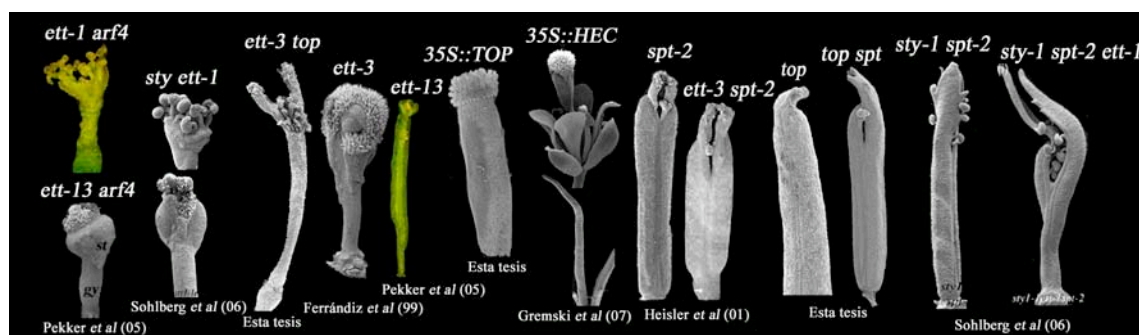 ett-1 arf4
sty ett-1
ett-3 top
ett-3
ett-13
35S::TOP
35S::HEC
spt-2
ett-3 spt-2
top
top spt
sty-1 spt-2
sty-1 spt-2 ett-1
ett-13 arf4
st
gy
Pekker et al (05)
Sohlberg et al (06)
Esta tesis
Ferrándiz et al (99)
Pekker et al (05)
Esta tesis
Gremski et al (07)
Heisler et al (01)
Esta tesis
sty1
Sohlberg et al (06)